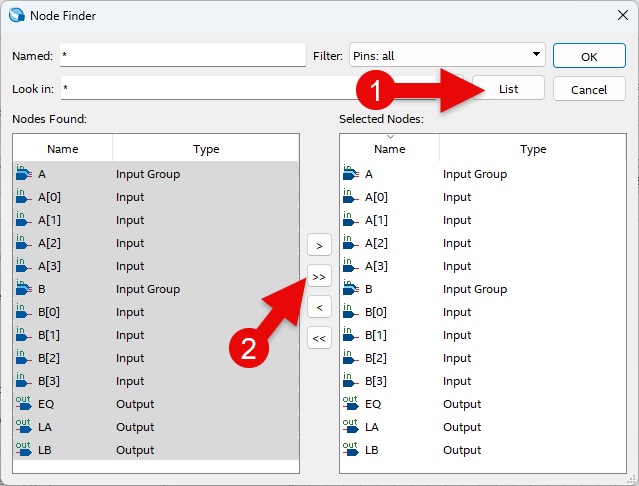 Node Finder
Named: * Filter: Pins: all OK
Look in: * 1 List Cancel
Nodes Found: Selected Nodes:
Name Type Name Type
in A Input Group in A Input Group
in A[0] Input in A[0] Input
in A[1] Input in A[1] Input
in A[2] Input in A[2] Input
in A[3] Input in A[3] Input
in B Input Group in B Input Group
in B[0] Input in B[0] Input
in B[1] Input in B[1] Input
in B[2] Input in B[2] Input
in B[3] Input in B[3] Input
out EQ Output out EQ Output
out LA Output out LA Output
out LB Output out LB Output
>
>>
<
<<
2